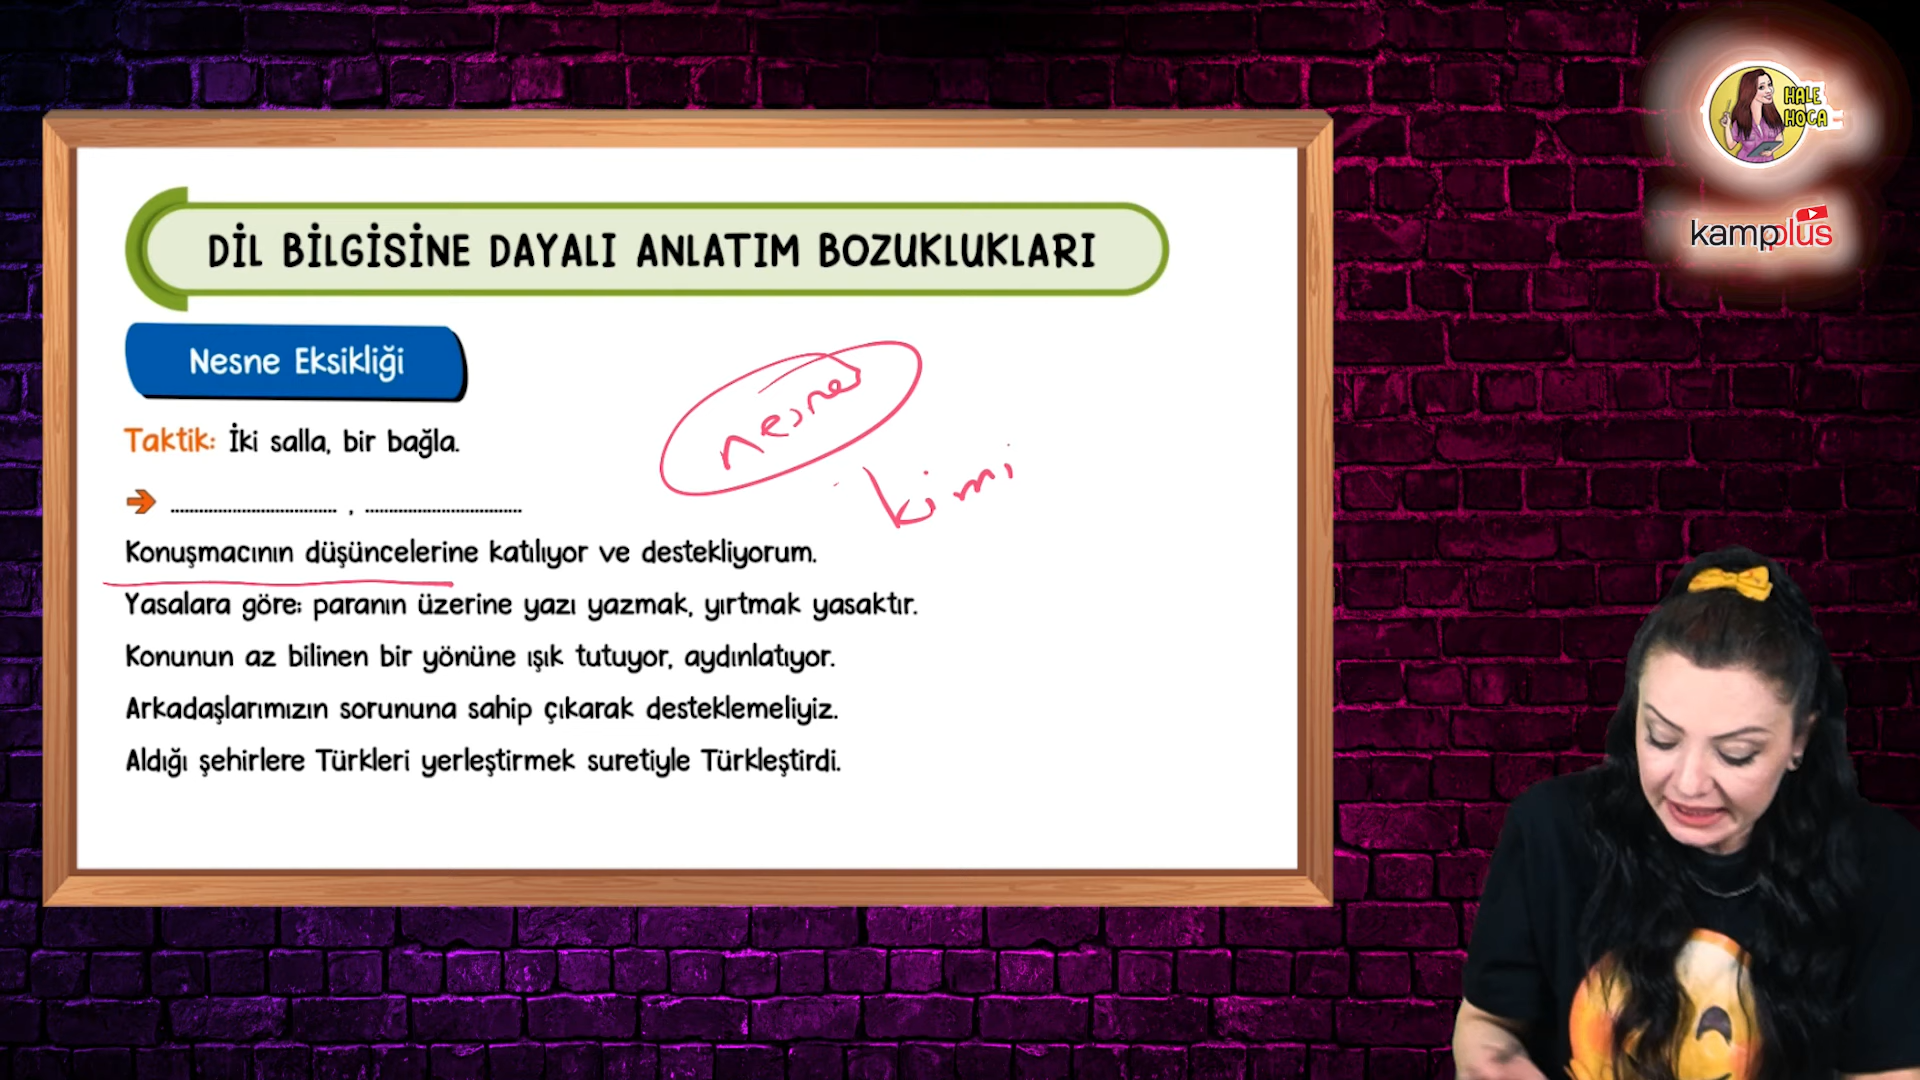 HALE
HOCA
kampplus
DİL BİLGİSİNE DAYALI ANLATIM BOZUKLUKLARI
Nesne Eksikliği
nesne
Taktik: İki salla, bir bağla.
kimi
➔ .................................... , ..................................
Konuşmacının düşüncelerine katılıyor ve destekliyorum.
Yasalara göre; paranın üzerine yazı yazmak, yırtmak yasaktır.
Konunun az bilinen bir yönüne ışık tutuyor, aydınlatıyor.
Arkadaşlarımızın sorununa sahip çıkarak desteklemeliyiz.
Aldığı şehirlere Türkleri yerleştirmek suretiyle Türkleştirdi.